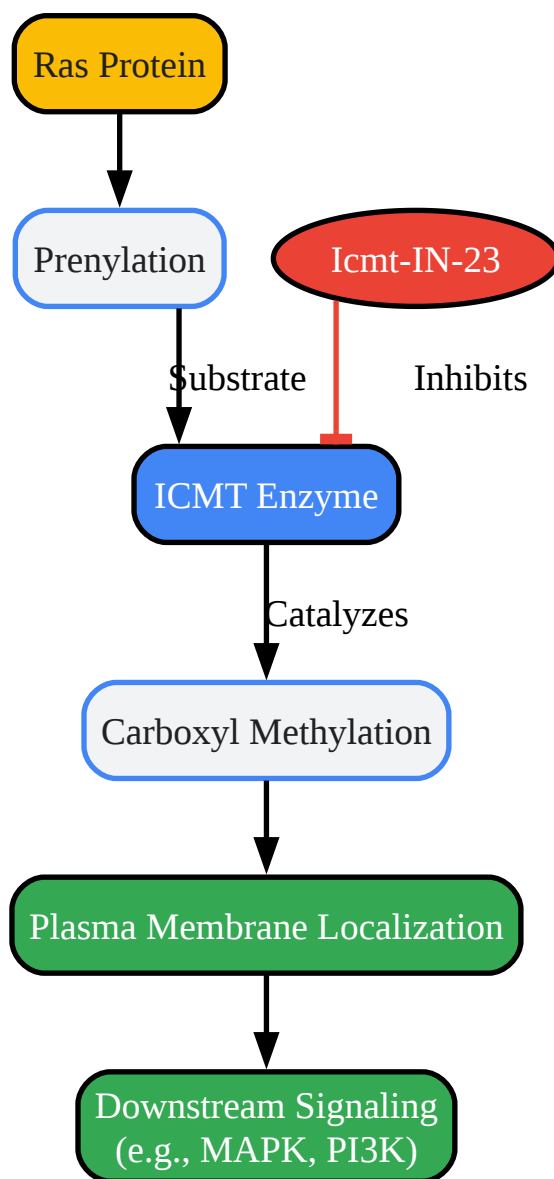 Ras Protein
Prenylation
Icmt-IN-23
Substrate
Inhibits
ICMT Enzyme
Catalyzes
Carboxyl Methylation
Plasma Membrane Localization
Downstream Signaling
(e.g., MAPK, PI3K)